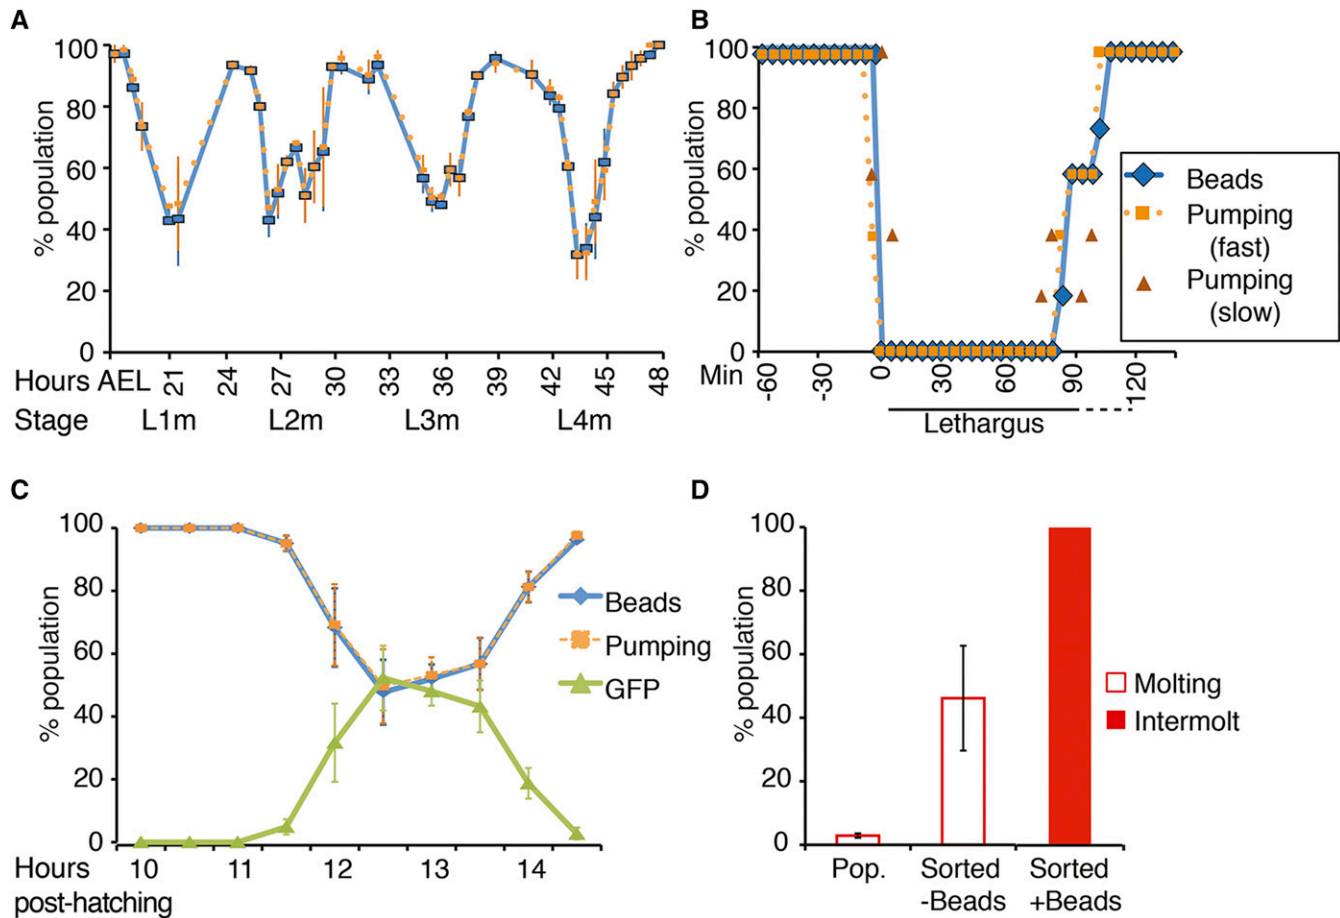 A
% population
100
80
60
40
20
0
Hours AEL 21 24 27 30 33 36 39 42 45 48
Stage L1m L2m L3m L4m
B
% population
100
80
60
40
20
0
Min -60 -30 0 30 60 90 120
Lethargus
Beads
Pumping
(fast)
Pumping
(slow)
C
% population
100
80
60
40
20
0
Hours 10 11 12 13 14
post-hatching
Beads
Pumping
GFP
D
% population
100
80
60
40
20
0
Pop. Sorted Sorted
-Beads +Beads
Molting
Intermolt